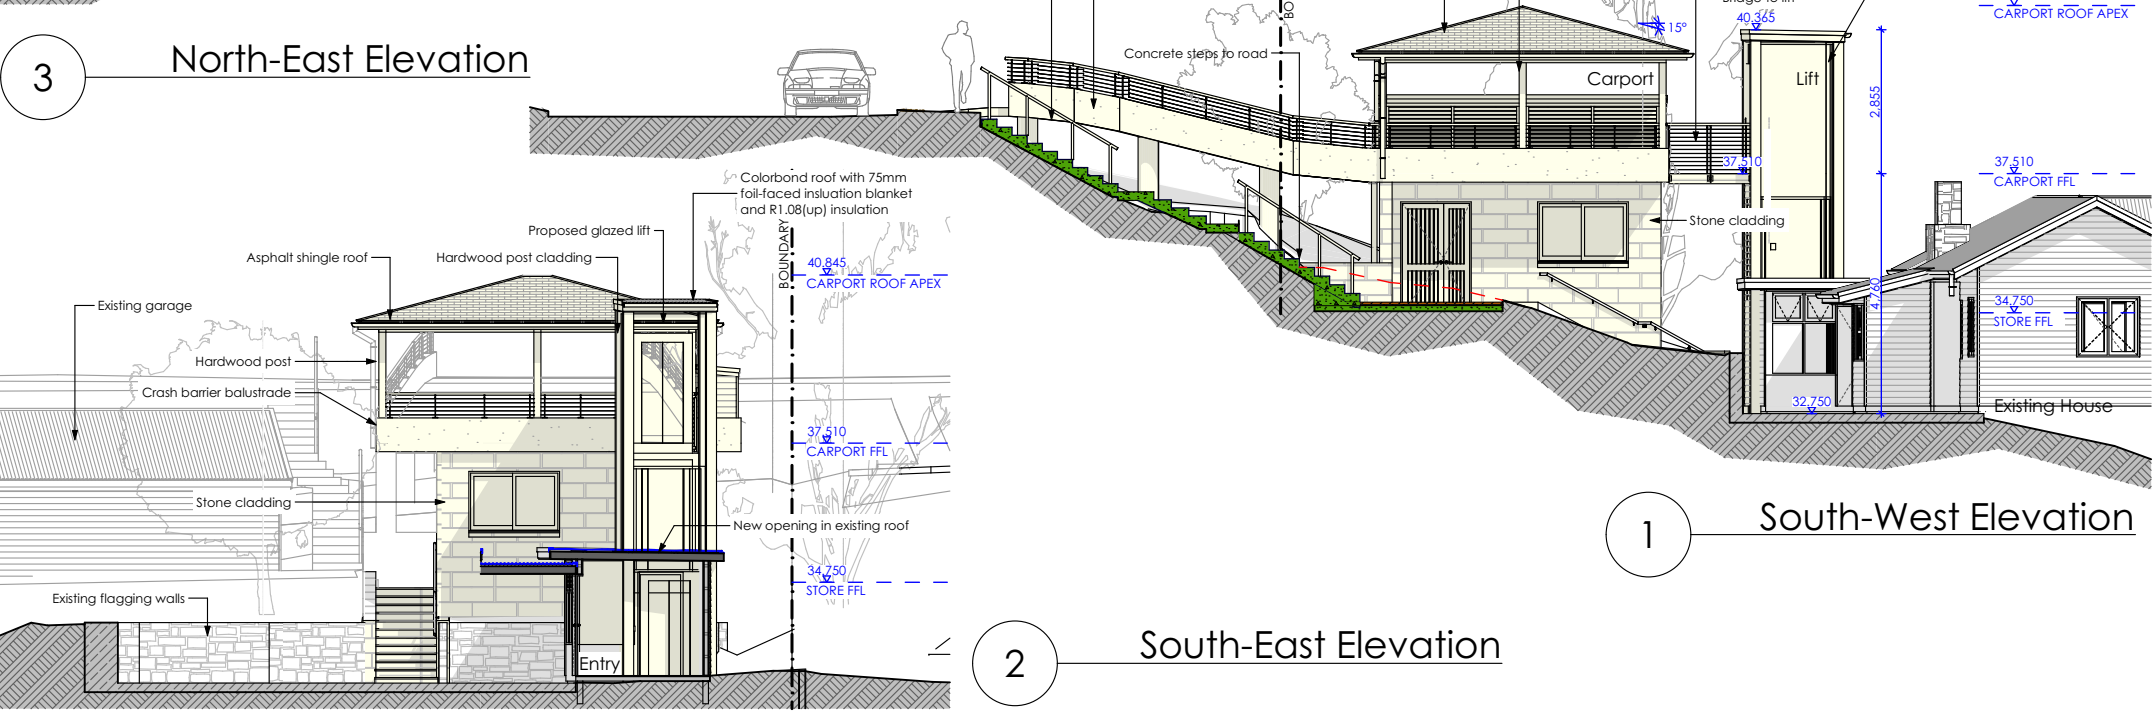 3
North-East Elevation
Concrete steps to road
BO
15°
40.365
CARPORT ROOF APEX
Carport
Lift
2,855
37.510
37.510
CARPORT FFL
Stone cladding
4,760
34.750
STORE FFL
32.750
Existing House
1
South-West Elevation
Colorbond roof with 75mm
foil-faced insluation blanket
and R1.08(up) insulation
BOUNDARY
Proposed glazed lift
Asphalt shingle roof
Hardwood post cladding
40.845
CARPORT ROOF APEX
Existing garage
Hardwood post
Crash barrier balustrade
37.510
CARPORT FFL
Stone cladding
New opening in existing roof
34.750
STORE FFL
Existing flagging walls
Entry
2
South-East Elevation